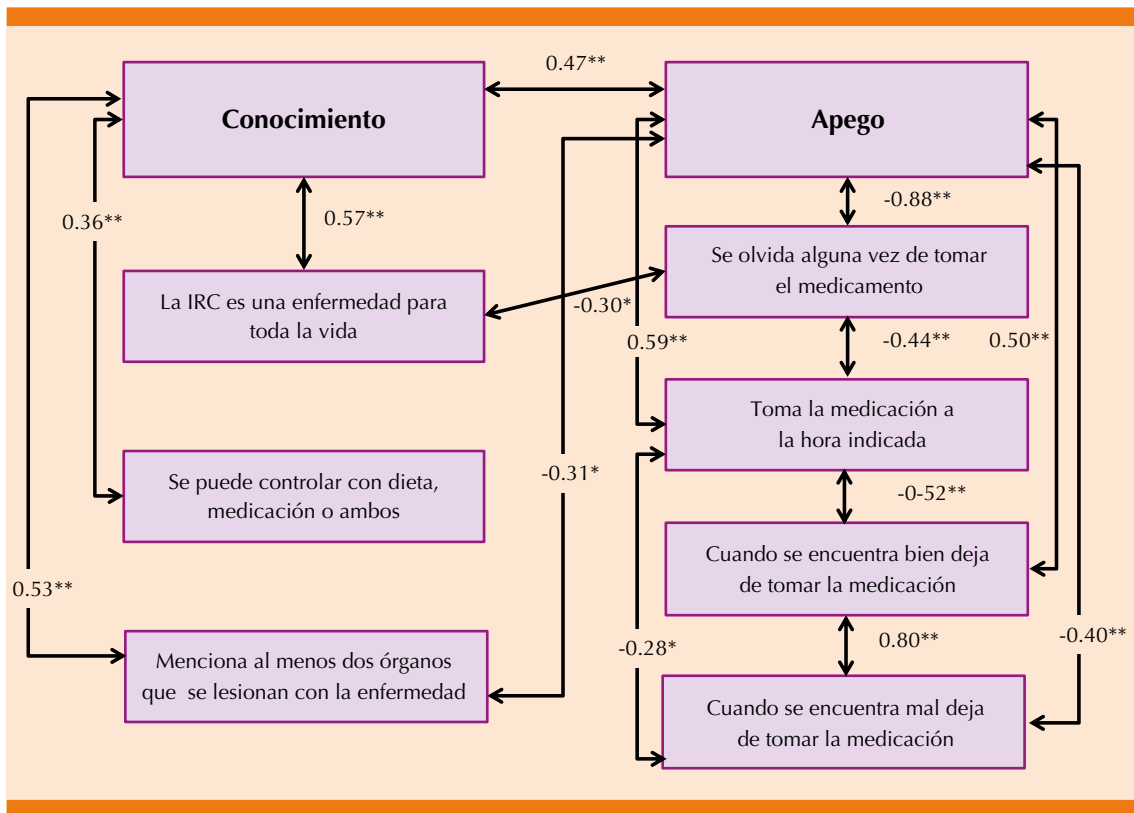 0.47**
Conocimiento
Apego
0.36**
0.57**
-0.88**
Se olvida alguna vez de tomar
el medicamento
La IRC es una enfermedad para
toda la vida
-0.30*
0.59**
-0.44**
0.50**
Toma la medicación a
la hora indicada
Se puede controlar con dieta,
medicación o ambos
-0.31*
-0-52**
Cuando se encuentra bien deja
de tomar la medicación
0.53**
Menciona al menos dos órganos
que se lesionan con la enfermedad
-0.28*
0.80**
-0.40**
Cuando se encuentra mal deja
de tomar la medicación